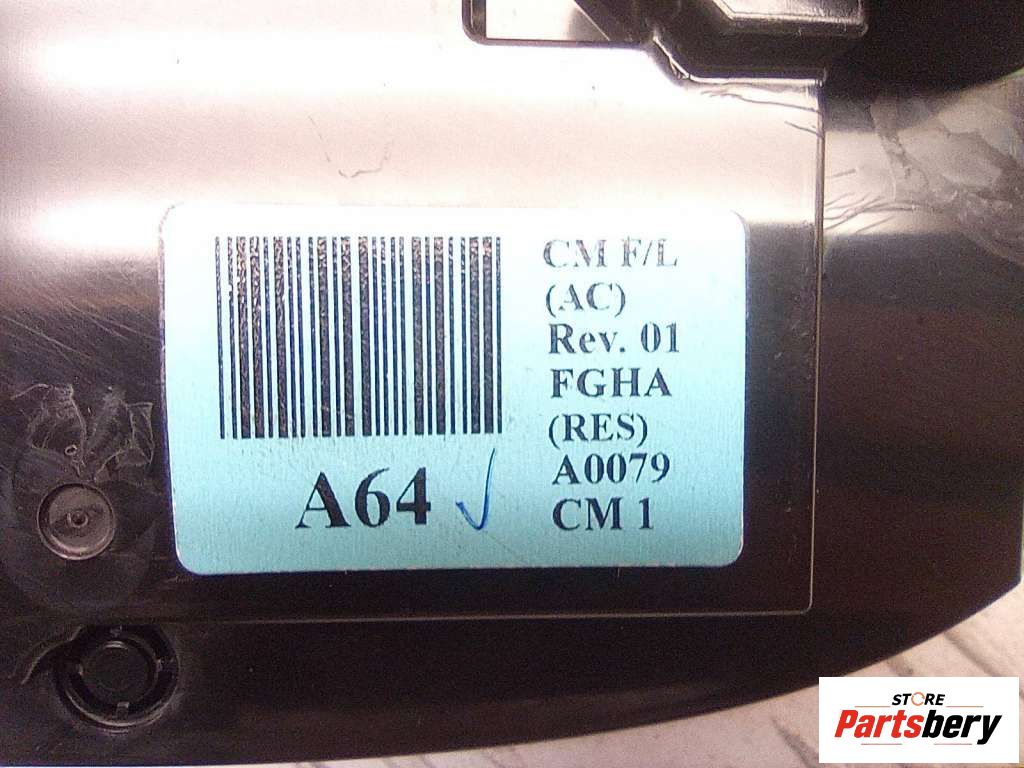 CM F/L
(AC)
Rev. 01
FGHA
(RES)
A0079
CM 1
A64
STORE
Partsbery